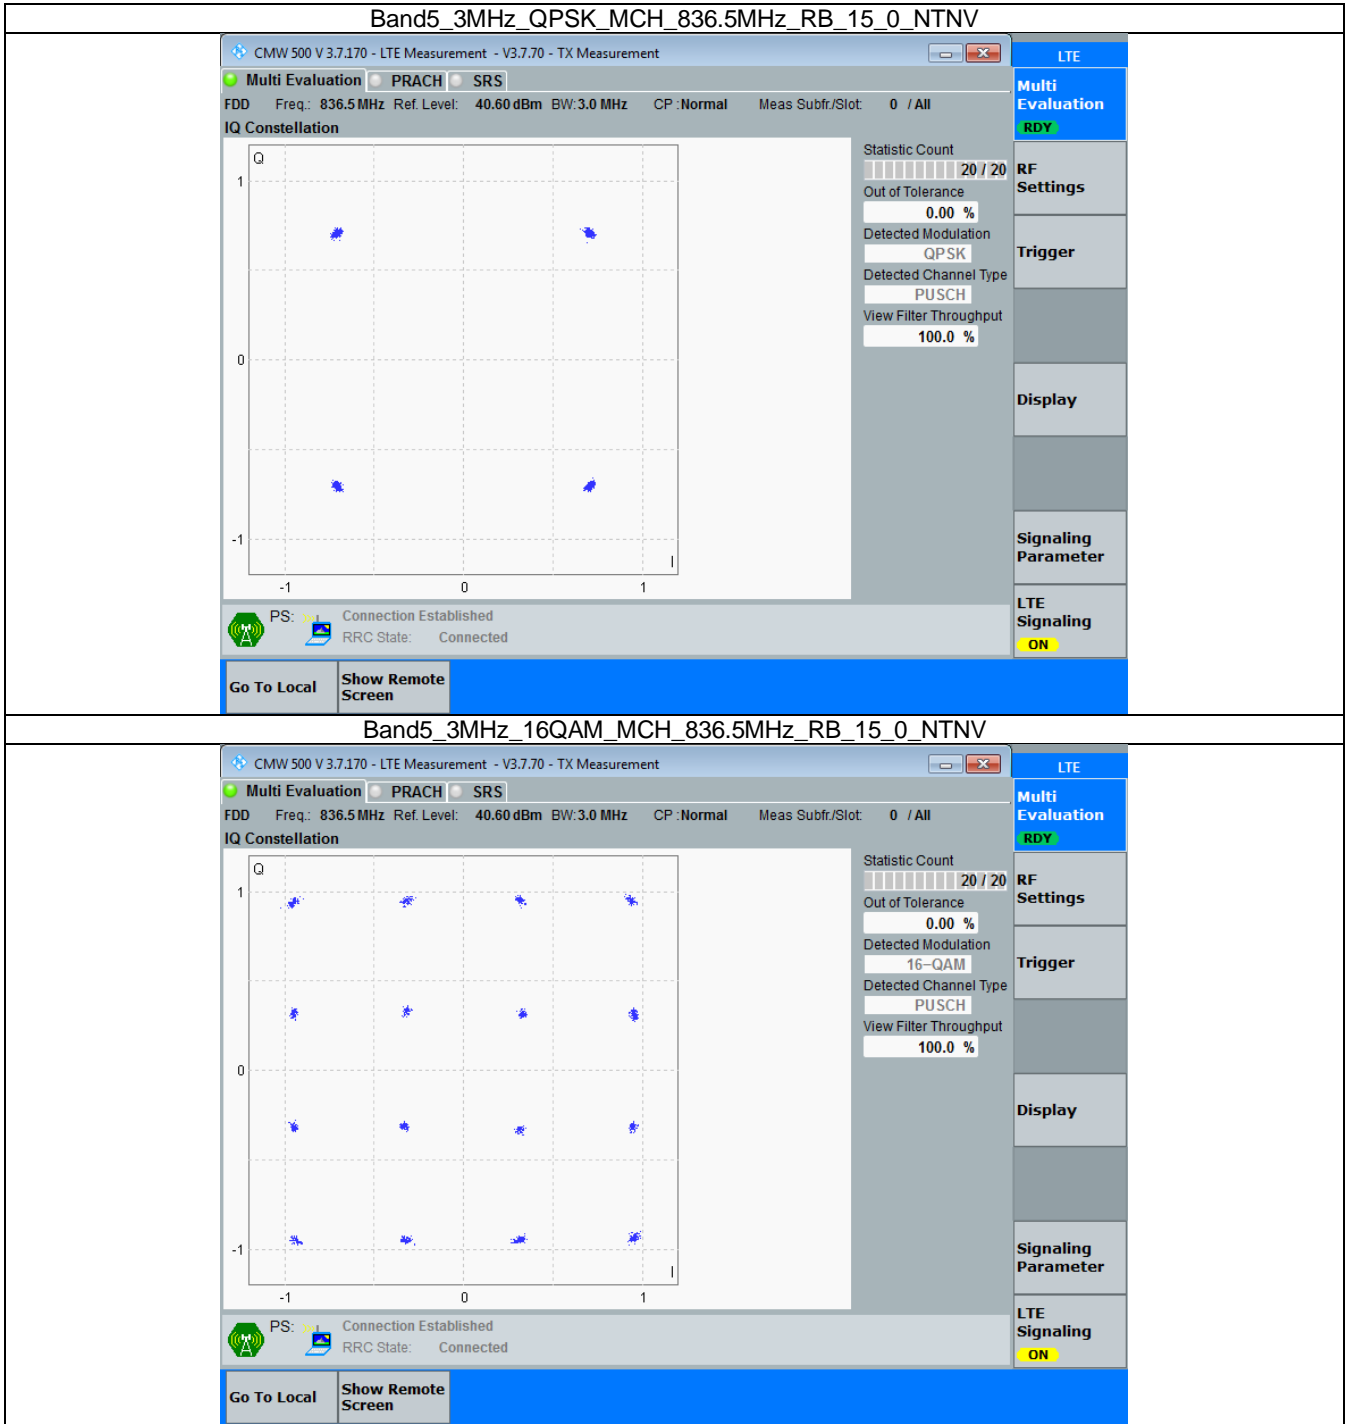 Band5_3MHz_QPSK_MCH_836.5MHz_RB_15_0_NTNV
CMW 500 V 3.7.170 - LTE Measurement - V3.7.70 - TX Measurement
LTE
Multi Evaluation PRACH SRS
FDD Freq.: 836.5 MHz Ref. Level: 40.60 dBm BW: 3.0 MHz CP : Normal Meas Subfr./Slot: 0 / All
IQ Constellation
Q
1
0
-1
I
-1 0 1
Statistic Count
20 / 20
Out of Tolerance
0.00 %
Detected Modulation
QPSK
Detected Channel Type
PUSCH
View Filter Throughput
100.0 %
Multi
Evaluation
RDY
RF
Settings
Trigger
Display
Signaling
Parameter
LTE
Signaling
ON
PS: Connection Established
RRC State: Connected
Go To Local
Show Remote
Screen
Band5_3MHz_16QAM_MCH_836.5MHz_RB_15_0_NTNV
CMW 500 V 3.7.170 - LTE Measurement - V3.7.70 - TX Measurement
LTE
Multi Evaluation PRACH SRS
FDD Freq.: 836.5 MHz Ref. Level: 40.60 dBm BW: 3.0 MHz CP : Normal Meas Subfr./Slot: 0 / All
IQ Constellation
Q
1
0
-1
I
-1 0 1
Statistic Count
20 / 20
Out of Tolerance
0.00 %
Detected Modulation
16-QAM
Detected Channel Type
PUSCH
View Filter Throughput
100.0 %
Multi
Evaluation
RDY
RF
Settings
Trigger
Display
Signaling
Parameter
LTE
Signaling
ON
PS: Connection Established
RRC State: Connected
Go To Local
Show Remote
Screen